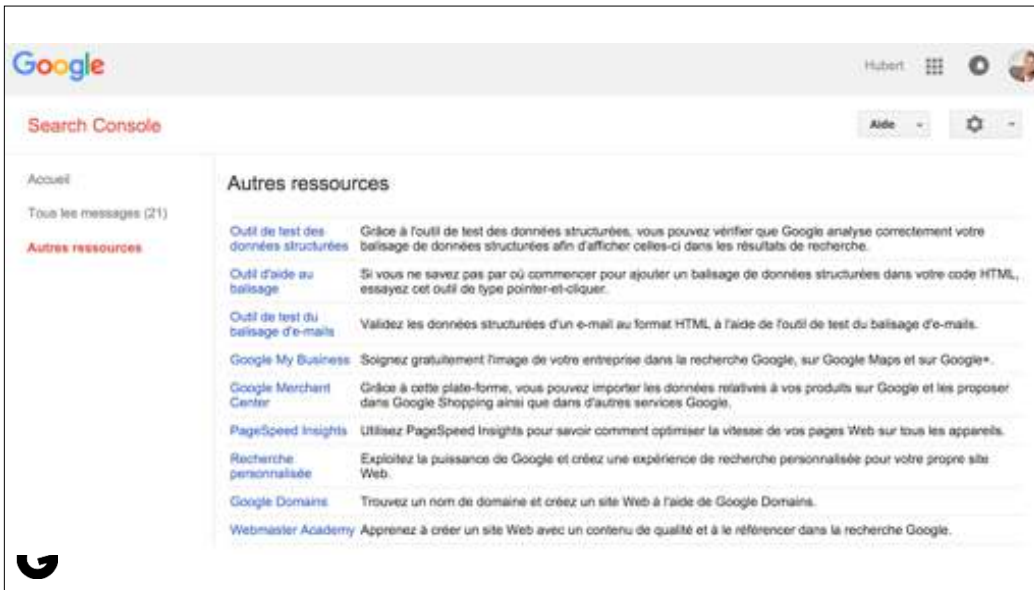 Google
Hubert
Search Console
Aide
Accueil
Tous les messages (21)
Autres ressources
Autres ressources
Outil de test des
données structurées
Grâce à l'outil de test des données structurées, vous pouvez vérifier que Google analyse correctement votre
balisage de données structurées afin d'afficher celles-ci dans les résultats de recherche.
Outil d'aide au
balisage
Si vous ne savez pas par où commencer pour ajouter un balisage de données structurées dans votre code HTML,
essayez cet outil de type pointer-et-cliquer.
Outil de test du
balisage d'e-mails
Validez les données structurées d'un e-mail au format HTML à l'aide de l'outil de test du balisage d'e-mails.
Google My Business
Soignez gratuitement l'image de votre entreprise dans la recherche Google, sur Google Maps et sur Google+.
Google Merchant
Center
Grâce à cette plate-forme, vous pouvez importer les données relatives à vos produits sur Google et les proposer
dans Google Shopping ainsi que dans d'autres services Google.
PageSpeed Insights
Utilisez PageSpeed Insights pour savoir comment optimiser la vitesse de vos pages Web sur tous les appareils.
Recherche
personnalisée
Exploitez la puissance de Google et créez une expérience de recherche personnalisée pour votre propre site
Web.
Google Domains
Trouvez un nom de domaine et créez un site Web à l'aide de Google Domains.
Webmaster Academy
Apprenez à créer un site Web avec un contenu de qualité et à le référencer dans la recherche Google.